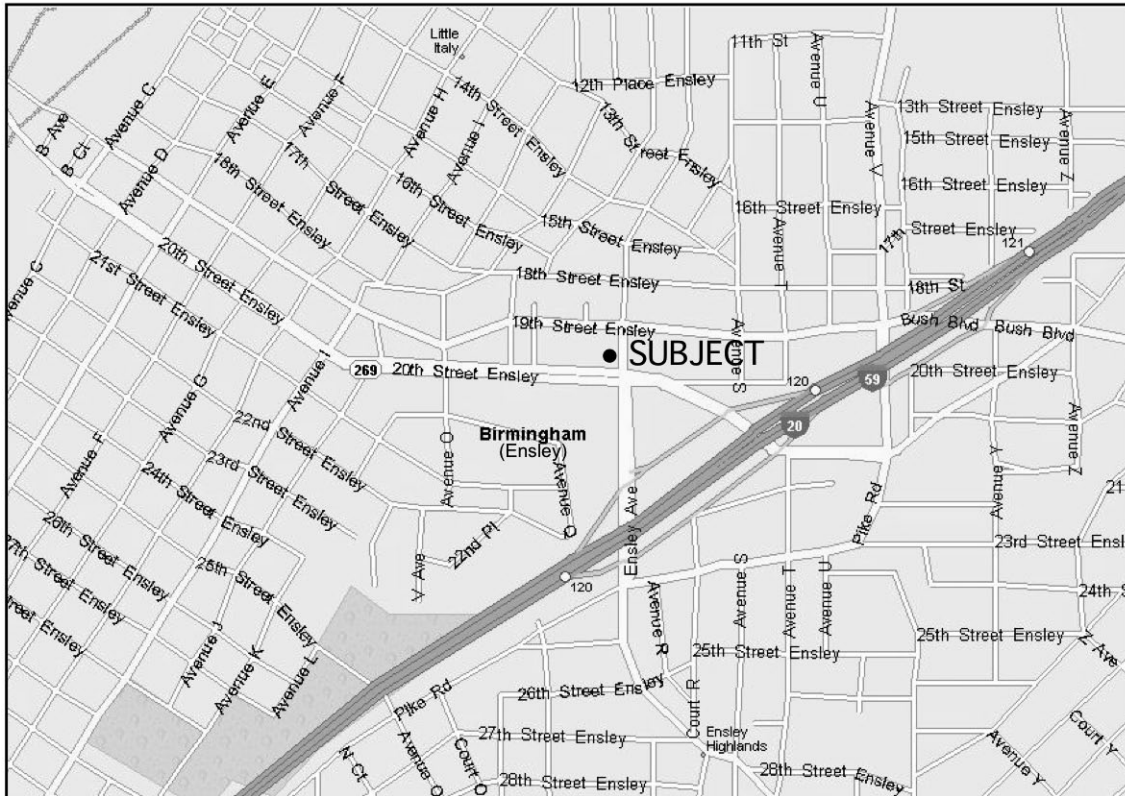 Little
Italy
11th St
Avenue U
12th Place Ensley
Avenue C
Avenue E
Avenue F
Avenue H
Avenue I
14th Street Ensley
13th Street Ensley
Avenue V
13th Street Ensley
Avenue Z
15th Street Ensley
B Ave
B Ct
Avenue D
18th Street Ensley
17th Street Ensley
16th Street Ensley
15th Street Ensley
16th Street Ensley
16th Street Ensley
Avenue T
17th Street Ensley
121
20th Street Ensley
21st Street Ensley
Avenue G
18th Street Ensley
18th St
19th Street Ensley
Bush Blvd
Bush Blvd
Avenue S
SUBJECT
269
20th Street Ensley
120
59
20
20th Street Ensley
Avenue I
Avenue G
Avenue F
22nd Street Ensley
23rd Street Ensley
24th Street Ensley
Avenue O
Birmingham
(Ensley)
Avenue Q
Ensley Ave
Avenue Y
Avenue Z
Pike Rd
21
26th Street Ensley
27th Street Ensley
Street Ensley
25th Street Ensley
V Ave
22nd Pl
120
23rd Street Ensl
24th S
Avenue R
Avenue S
Avenue T
Avenue U
25th Street Ensley
25th Street Ensley
Z Ave
Avenue J
Avenue K
Avenue L
Pike Rd
26th Street Ensley
Court R
Ensley
Highlands
27th Street Ensley
28th Street Ensley
28th Street Ensley
N Ct
Avenue O
Court O
Avenue Y
Court Y